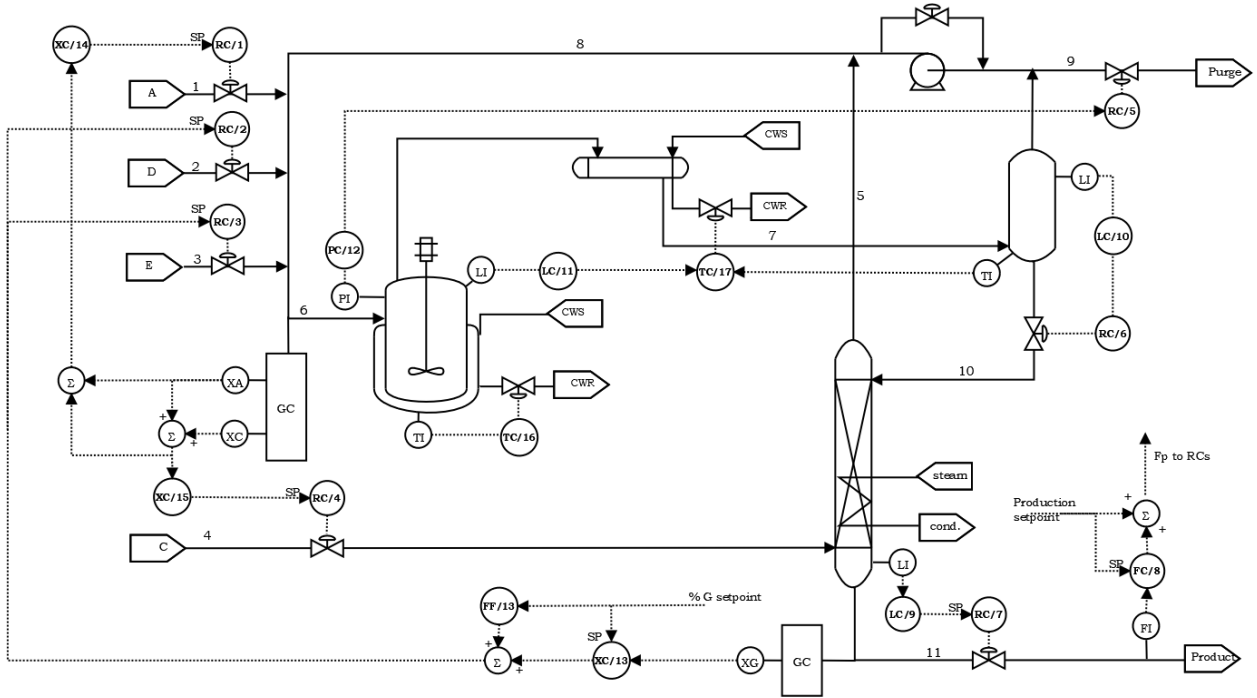 8
XC/14
SP
RC/1
9
Purge
A
1
RC/5
SP
RC/2
CWS
D
2
LI
5
CWR
SP
RC/3
7
LC/10
PC/12
E
3
LI
LC/11
TC/17
TI
PI
6
CWS
RC/6
10
Σ
XA
CWR
GC
+
Σ
XC
+
TI
TC/16
Fp to RCs
steam
XC/15
SP
RC/4
+
Production
setpoint
Σ
cond.
+
4
C
LI
SP
FC/8
% G setpoint
FF/13
LC/9
SP
RC/7
FI
SP
+
Σ
+
XC/13
XG
GC
11
Product